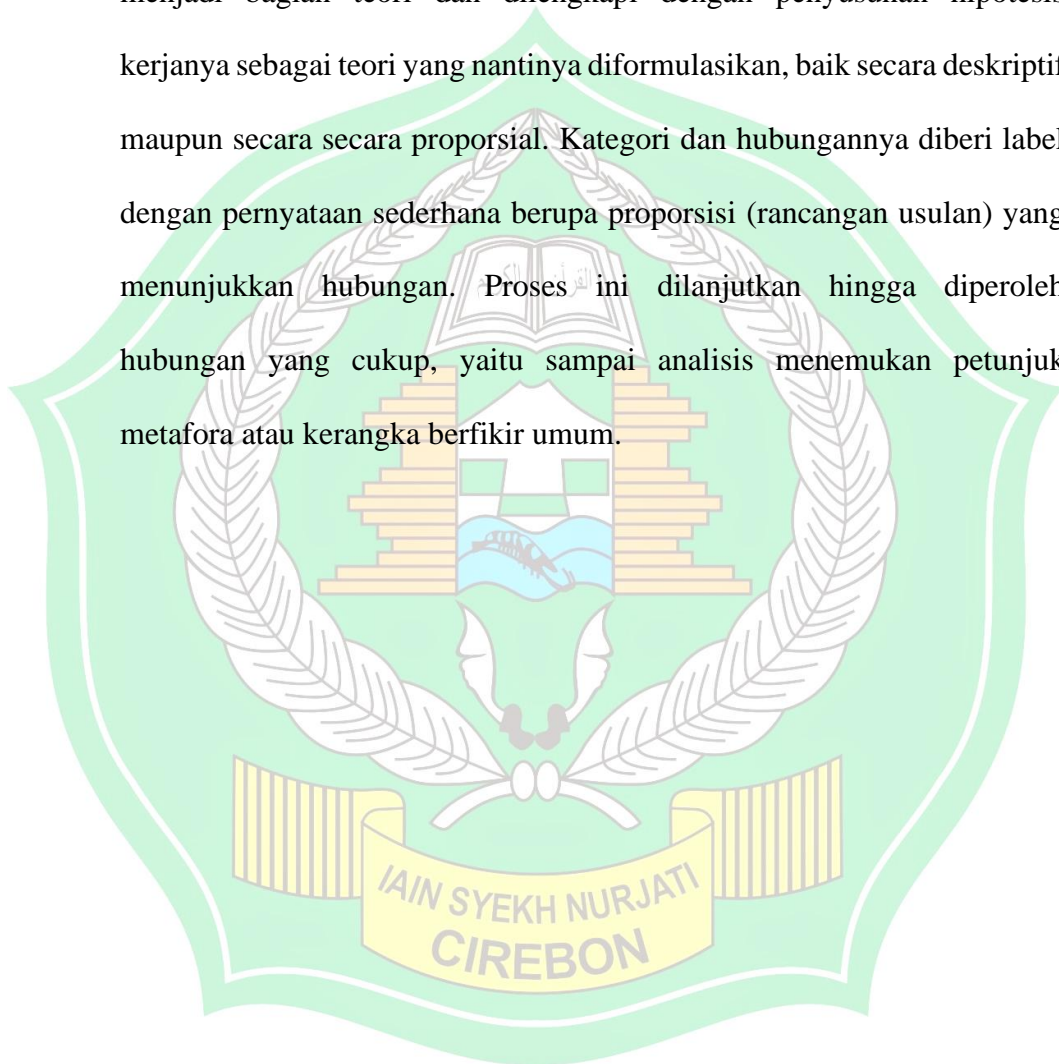 menjadi bagian teori dan dilengkapi dengan penyusunan hipotesis
kerjanya sebagai teori yang nantinya diformulasikan, baik secara deskriptif
maupun secara secara proporsial. Kategori dan hubungannya diberi label
dengan pernyataan sederhana berupa proporsisi (rancangan usulan) yang
menunjukkan hubungan. Proses ini dilanjutkan hingga diperoleh
hubungan yang cukup, yaitu sampai analisis menemukan petunjuk
metafora atau kerangka berfikir umum.
القرأن الكريم
IAIN SYEKH NURJATI
CIREBON